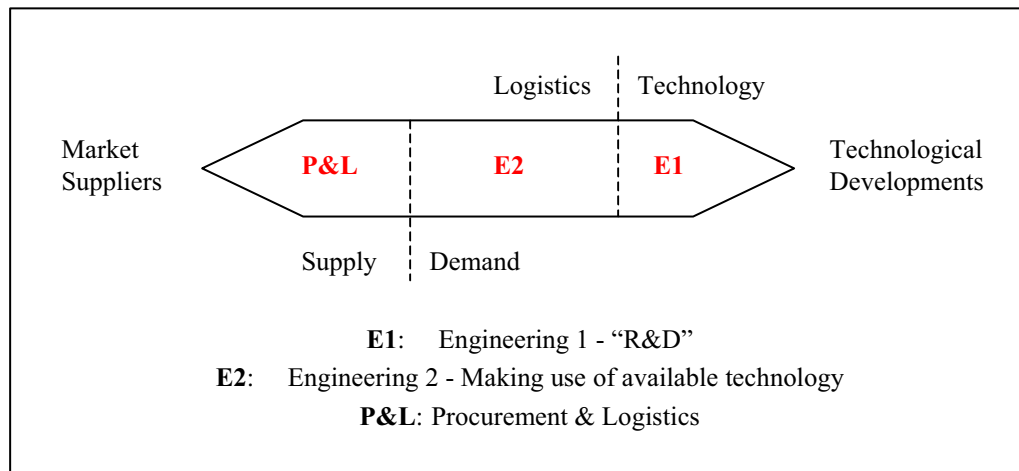 Logistics Technology
Market
Suppliers
P&L E2 E1
Technological
Developments
Supply Demand
E1: Engineering 1 - “R&D”
E2: Engineering 2 - Making use of available technology
P&L: Procurement & Logistics